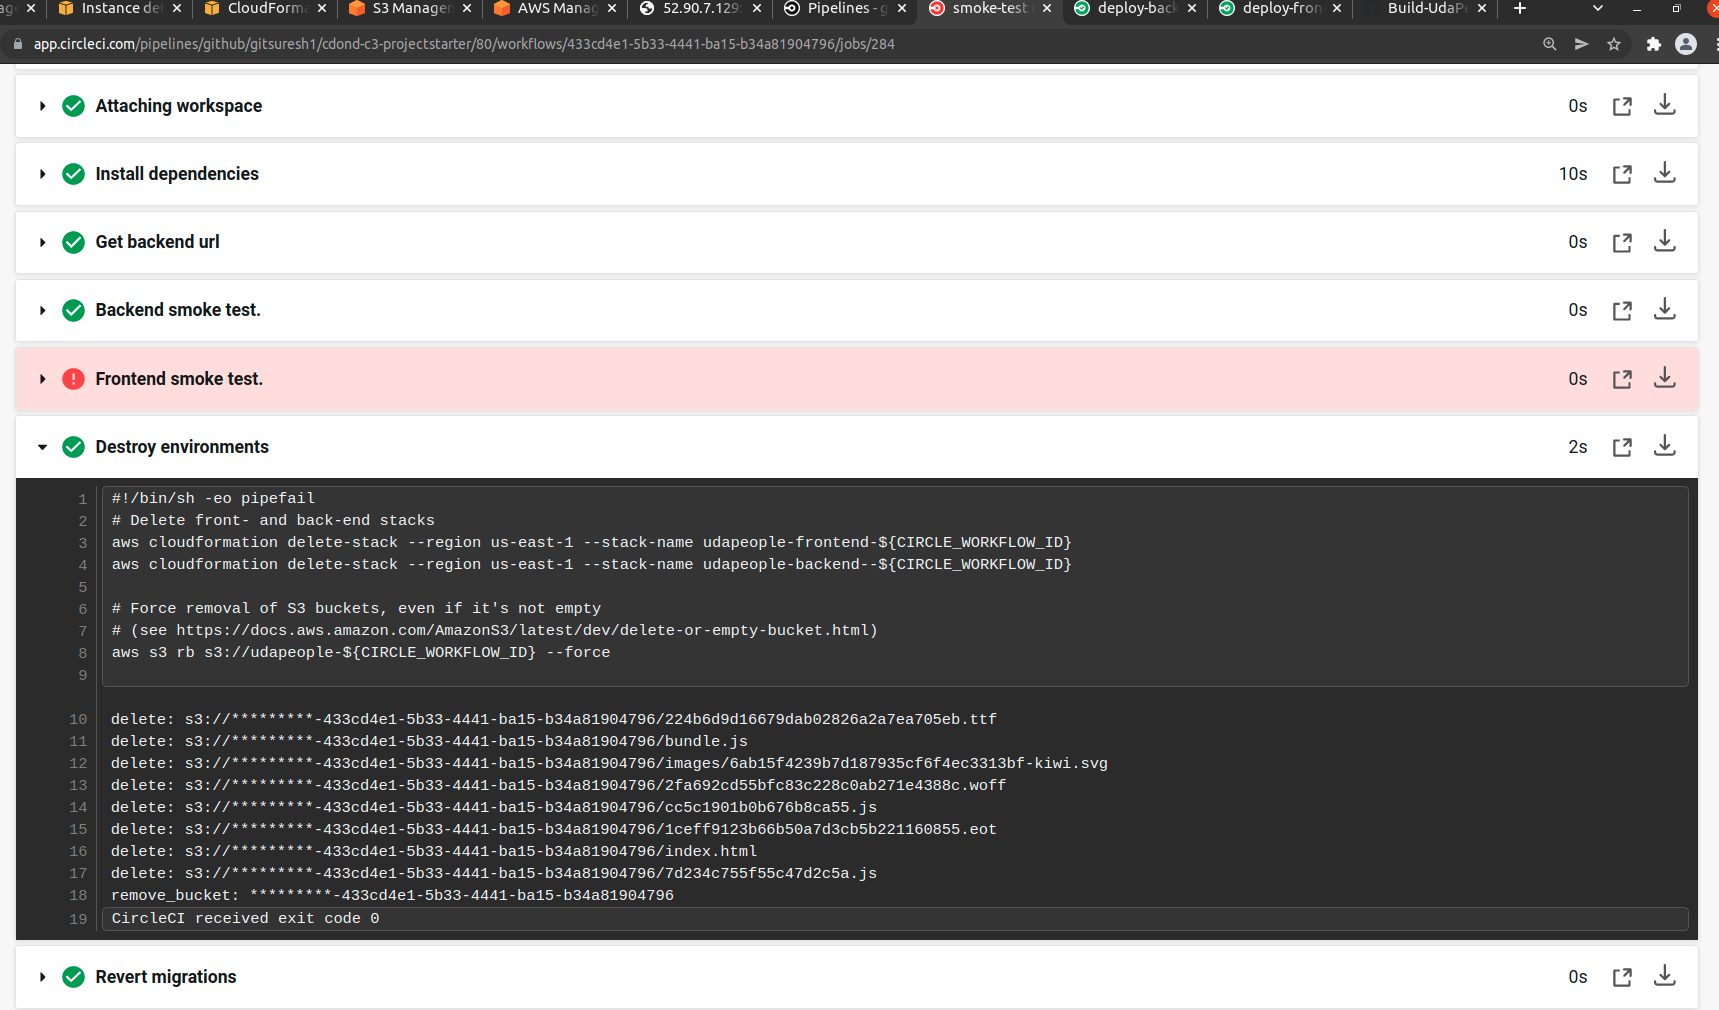 Instance de
CloudForma
S3 Manager
AWS Manag
52.90.7.129
Pipelines - g
smoke-test
deploy-back
deploy-fron
Build-UdaPe
app.circleci.com/pipelines/github/gitsuresh1/cdond-c3-projectstarter/80/workflows/433cd4e1-5b33-4441-ba15-b34a81904796/jobs/284
Attaching workspace 0s
Install dependencies 10s
Get backend url 0s
Backend smoke test. 0s
Frontend smoke test. 0s
Destroy environments 2s
1 #!/bin/sh -eo pipefail
2 # Delete front- and back-end stacks
3 aws cloudformation delete-stack --region us-east-1 --stack-name udapeople-frontend-${CIRCLE_WORKFLOW_ID}
4 aws cloudformation delete-stack --region us-east-1 --stack-name udapeople-backend--${CIRCLE_WORKFLOW_ID}
5
6 # Force removal of S3 buckets, even if it's not empty
7 # (see https://docs.aws.amazon.com/AmazonS3/latest/dev/delete-or-empty-bucket.html)
8 aws s3 rb s3://udapeople-${CIRCLE_WORKFLOW_ID} --force
9
10 delete: s3://*********-433cd4e1-5b33-4441-ba15-b34a81904796/224b6d9d16679dab02826a2a7ea705eb.ttf
11 delete: s3://*********-433cd4e1-5b33-4441-ba15-b34a81904796/bundle.js
12 delete: s3://*********-433cd4e1-5b33-4441-ba15-b34a81904796/images/6ab15f4239b7d187935cf6f4ec3313bf-kiwi.svg
13 delete: s3://*********-433cd4e1-5b33-4441-ba15-b34a81904796/2fa692cd55bfc83c228c0ab271e4388c.woff
14 delete: s3://*********-433cd4e1-5b33-4441-ba15-b34a81904796/cc5c1901b0b676b8ca55.js
15 delete: s3://*********-433cd4e1-5b33-4441-ba15-b34a81904796/1ceff9123b66b50a7d3cb5b221160855.eot
16 delete: s3://*********-433cd4e1-5b33-4441-ba15-b34a81904796/index.html
17 delete: s3://*********-433cd4e1-5b33-4441-ba15-b34a81904796/7d234c755f55c47d2c5a.js
18 remove_bucket: *********-433cd4e1-5b33-4441-ba15-b34a81904796
19 CircleCI received exit code 0
Revert migrations 0s